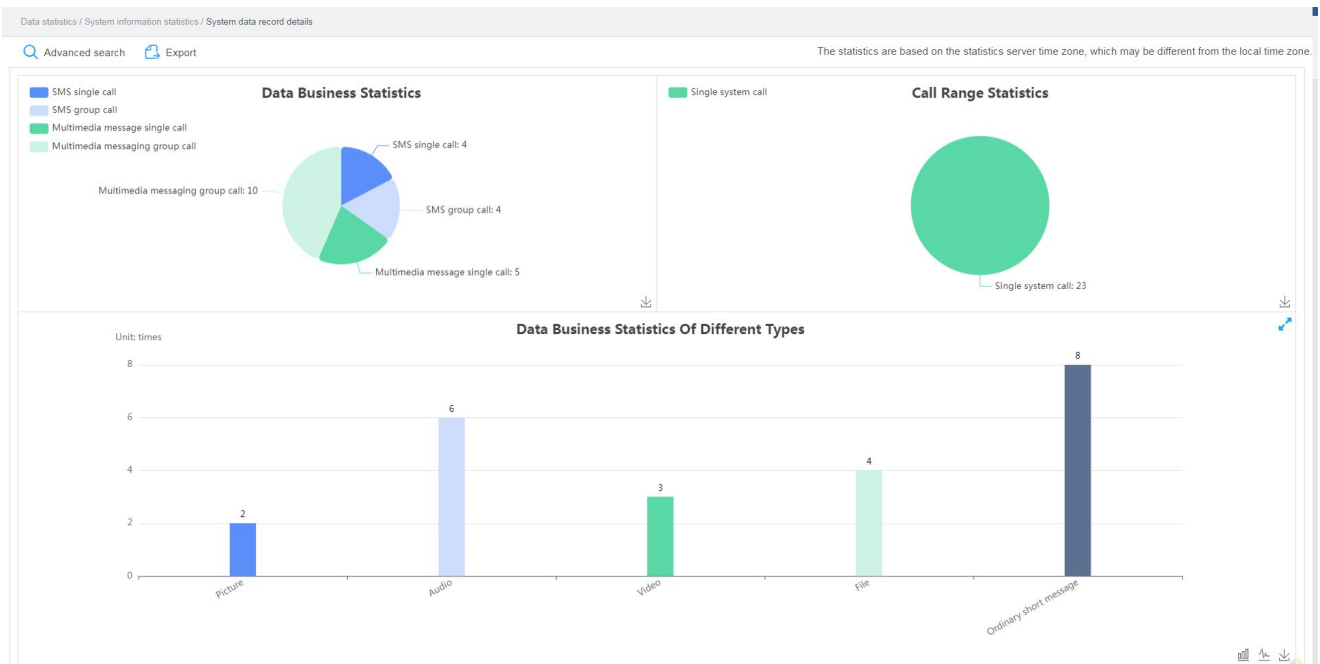 Data statistics / System information statistics / System data record details
Advanced search Export The statistics are based on the statistics server time zone, which may be different from the local time zone.
SMS single call
SMS group call
Multimedia message single call
Multimedia messaging group call
Data Business Statistics
SMS single call: 4
Multimedia messaging group call: 10
SMS group call: 4
Multimedia message single call: 5
Single system call
Call Range Statistics
Single system call: 23
Data Business Statistics Of Different Types
Unit: times
8
6
4
2
0
2
6
3
4
8
Picture
Audio
Video
File
Ordinary short message